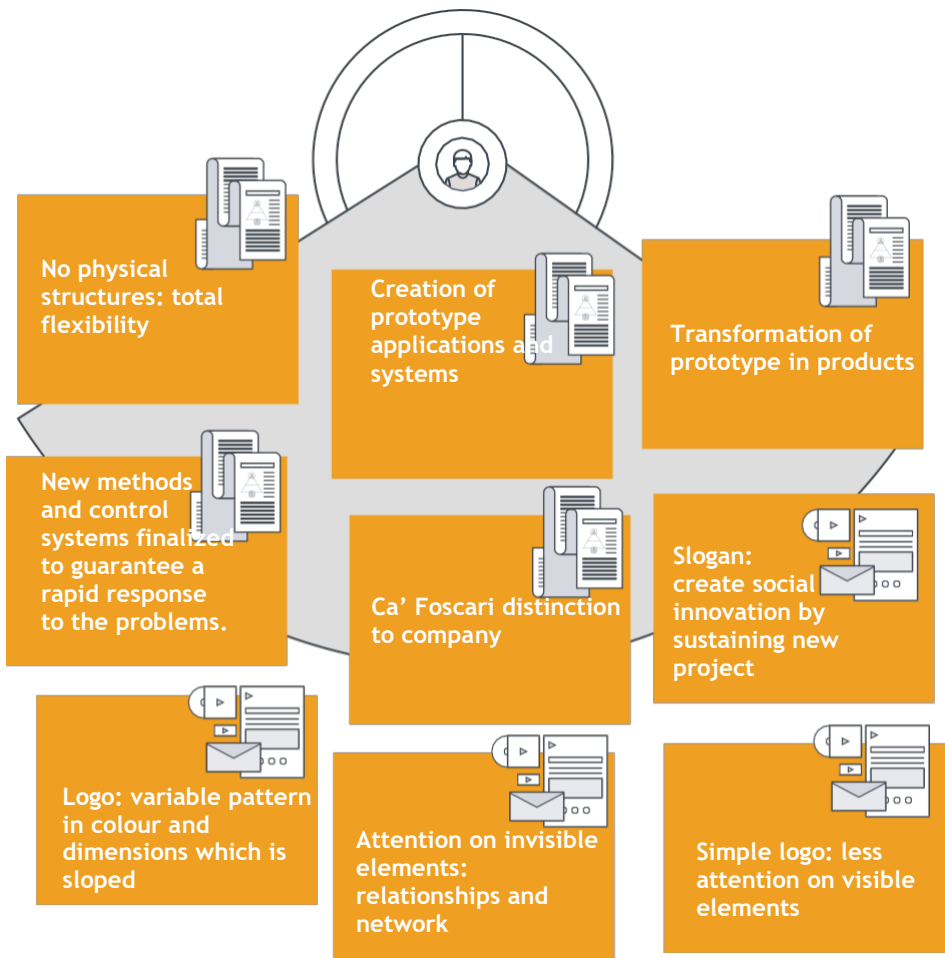 No physical
structures: total
flexibility
Creation of
prototype
applications and
systems
Transformation of
prototype in products
New methods
and control
systems finalized
to guarantee a
rapid response
to the problems.
Ca’ Foscari distinction
to company
Slogan:
create social
innovation by
sustaining new
project
Logo: variable pattern
in colour and
dimensions which is
sloped
Attention on invisible
elements:
relationships and
network
Simple logo: less
attention on visible
elements